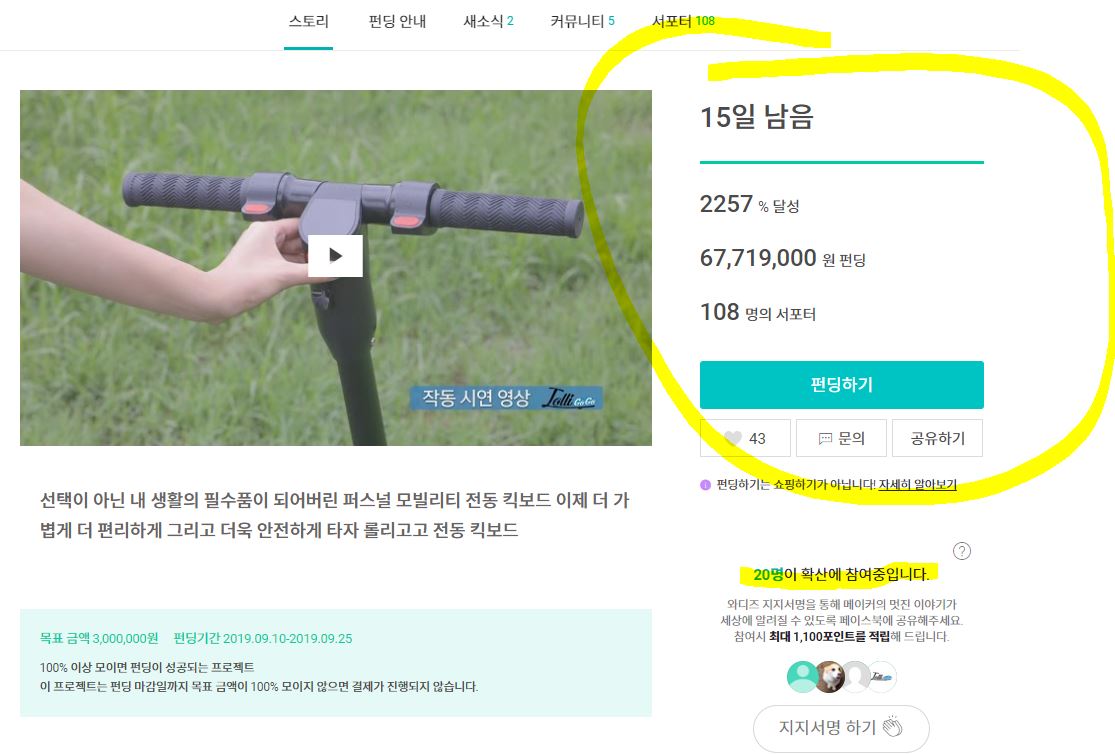 스토리
펀딩 안내
새소식 2
커뮤니티 5
서포터 108
15일 남음
2257 % 달성
67,719,000 원 펀딩
108 명의 서포터
펀딩하기
43
문의
공유하기
펀딩하기는 쇼핑하기가 아닙니다! 자세히 알아보기
작동 시연 영상
선택이 아닌 내 생활의 필수품이 되어버린 퍼스널 모빌리티 전동 킥보드 이제 더 가
볍게 더 편리하게 그리고 더욱 안전하게 타자 롤리고고 전동 킥보드
목표 금액 3,000,000원 펀딩기간 2019.09.10-2019.09.25
100% 이상 모이면 펀딩이 성공되는 프로젝트
이 프로젝트는 펀딩 마감일까지 목표 금액이 100% 모이지 않으면 결제가 진행되지 않습니다.
?
20명이 확산에 참여중입니다.
와디즈 지지서명을 통해 메이커의 멋진 이야기가
세상에 알려질 수 있도록 페이스북에 공유해주세요.
참여시 최대 1,100포인트를 적립해 드립니다.
지지서명 하기